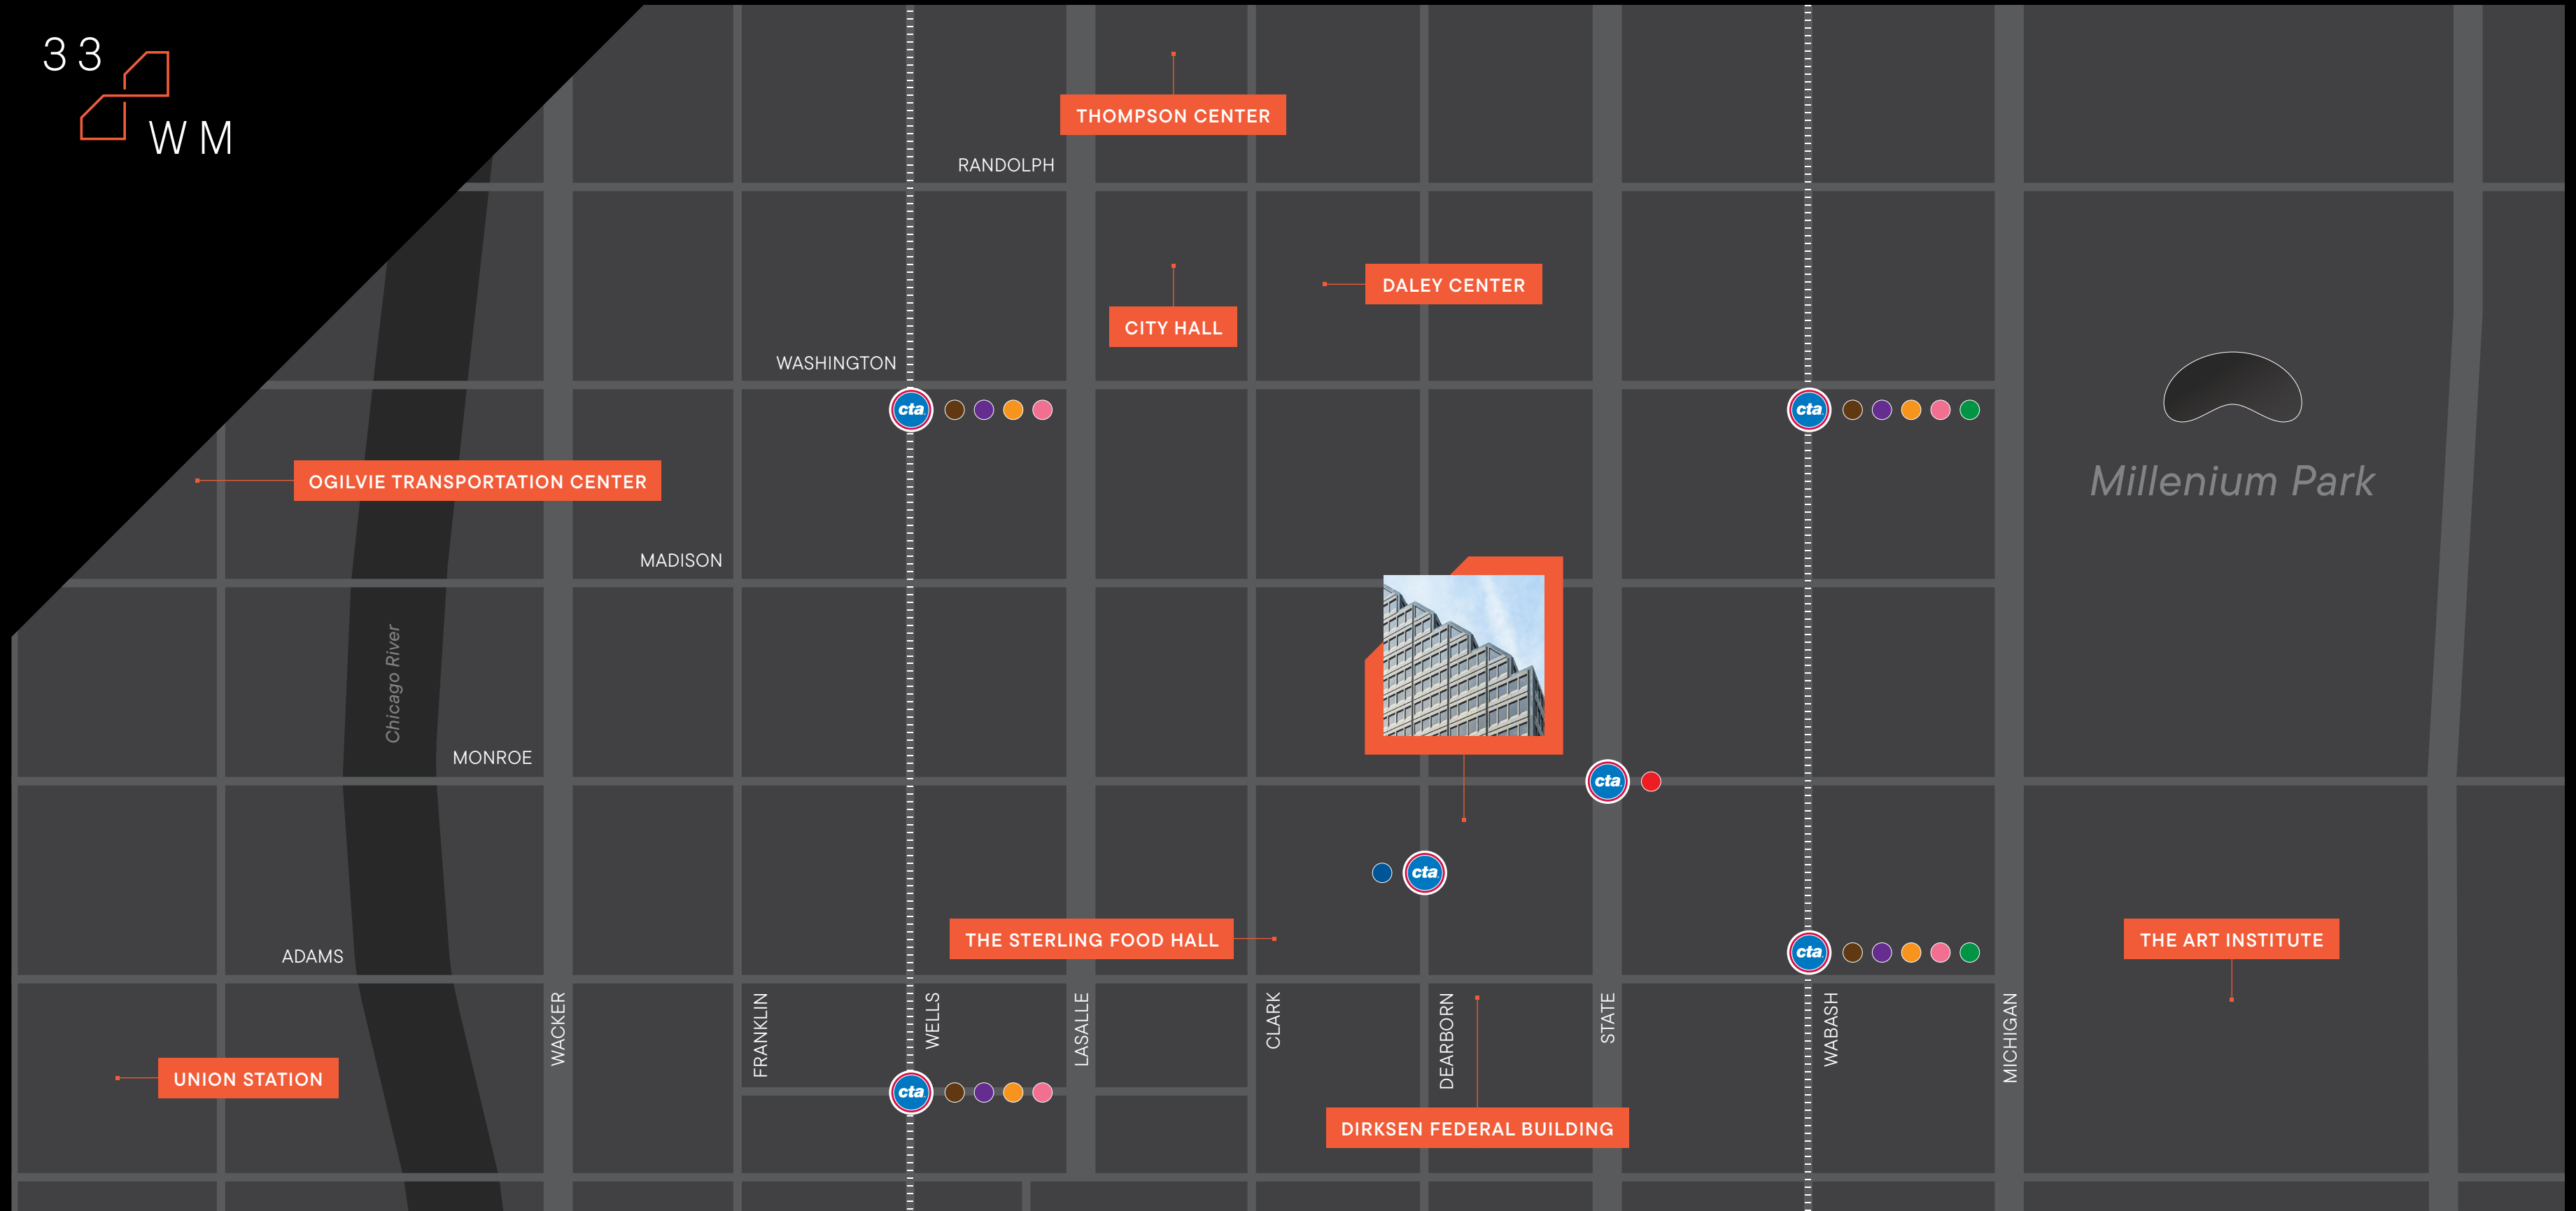 33
WM
THOMPSON CENTER
RANDOLPH
DALEY CENTER
CITY HALL
WASHINGTON
cta
cta
OGILVIE TRANSPORTATION CENTER
Millenium Park
MADISON
Chicago River
MONROE
cta
cta
THE STERLING FOOD HALL
THE ART INSTITUTE
cta
ADAMS
WACKER
FRANKLIN
WELLS
LASALLE
CLARK
DEARBORN
STATE
WABASH
MICHIGAN
UNION STATION
cta
DIRKSEN FEDERAL BUILDING